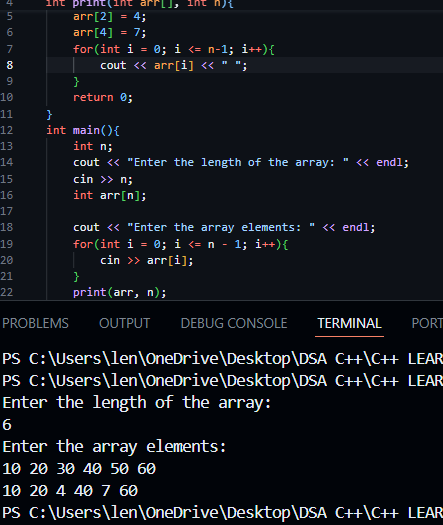 4 int print(int arr[], int n){
5 arr[2] = 4;
6 arr[4] = 7;
7 for(int i = 0; i <= n-1; i++){
8 cout << arr[i] << " ";
9 }
10 return 0;
11 }
12 int main(){
13 int n;
14 cout << "Enter the length of the array: " << endl;
15 cin >> n;
16 int arr[n];
17
18 cout << "Enter the array elements: " << endl;
19 for(int i = 0; i <= n - 1; i++){
20 cin >> arr[i];
21 }
22 print(arr, n);
PROBLEMS OUTPUT DEBUG CONSOLE TERMINAL PORT
PS C:\Users\len\OneDrive\Desktop\DSA C++\C++ LEAR
PS C:\Users\len\OneDrive\Desktop\DSA C++\C++ LEAR
Enter the length of the array:
6
Enter the array elements:
10 20 30 40 50 60
10 20 4 40 7 60
PS C:\Users\len\OneDrive\Desktop\DSA C++\C++ LEAR